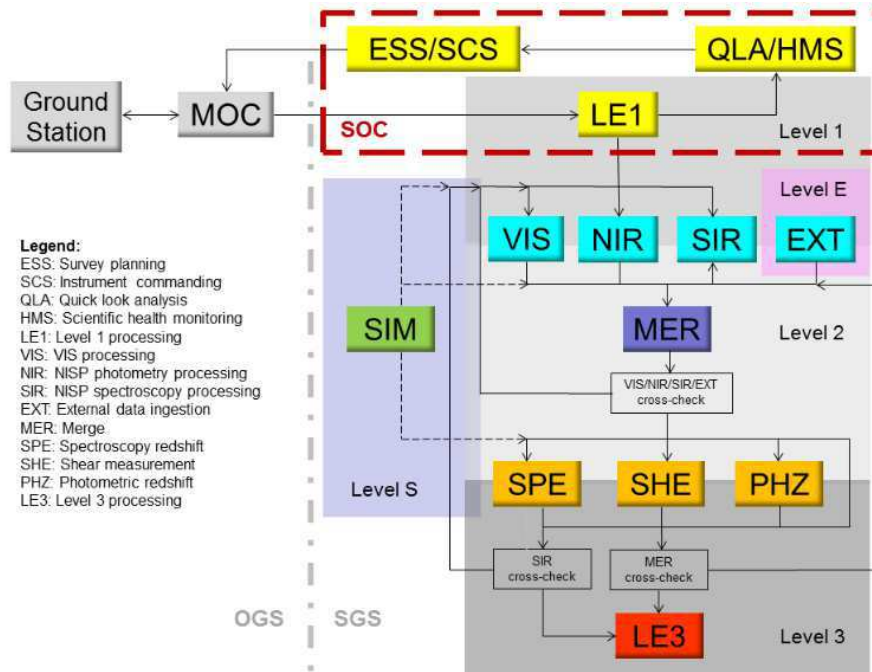 ESS/SCS
QLA/HMS
Ground
Station
MOC
SOC
LE1
Level 1
Level E
VIS
NIR
SIR
EXT
Legend:
ESS: Survey planning
SCS: Instrument commanding
QLA: Quick look analysis
HMS: Scientific health monitoring
LE1: Level 1 processing
VIS: VIS processing
NIR: NISP photometry processing
SIR: NISP spectroscopy processing
EXT: External data ingestion
MER: Merge
SPE: Spectroscopy redshift
SHE: Shear measurement
PHZ: Photometric redshift
LE3: Level 3 processing
SIM
MER
Level 2
VIS/NIR/SIR/EXT
cross-check
Level S
SPE
SHE
PHZ
SIR
cross-check
MER
cross-check
OGS
SGS
LE3
Level 3